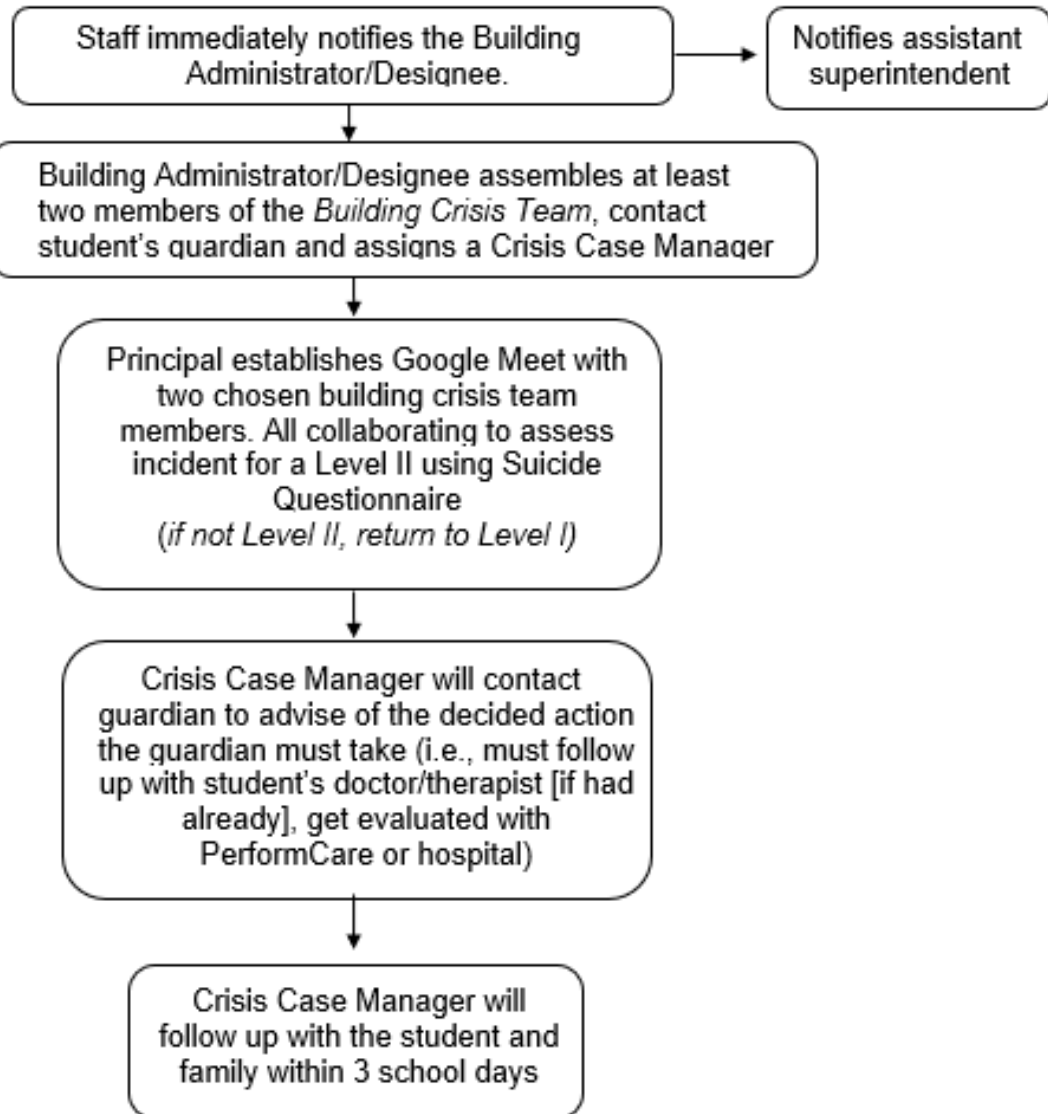 Staff immediately notifies the Building
Administrator/Designee.
Notifies assistant
superintendent
Building Administrator/Designee assembles at least
two members of the Building Crisis Team, contact
student's guardian and assigns a Crisis Case Manager
Principal establishes Google Meet with
two chosen building crisis team
members. All collaborating to assess
incident for a Level II using Suicide
Questionnaire
(if not Level II, return to Level I)
Crisis Case Manager will contact
guardian to advise of the decided action
the guardian must take (i.e., must follow
up with student's doctor/therapist [if had
already], get evaluated with
PerformCare or hospital)
Crisis Case Manager will
follow up with the student and
family within 3 school days